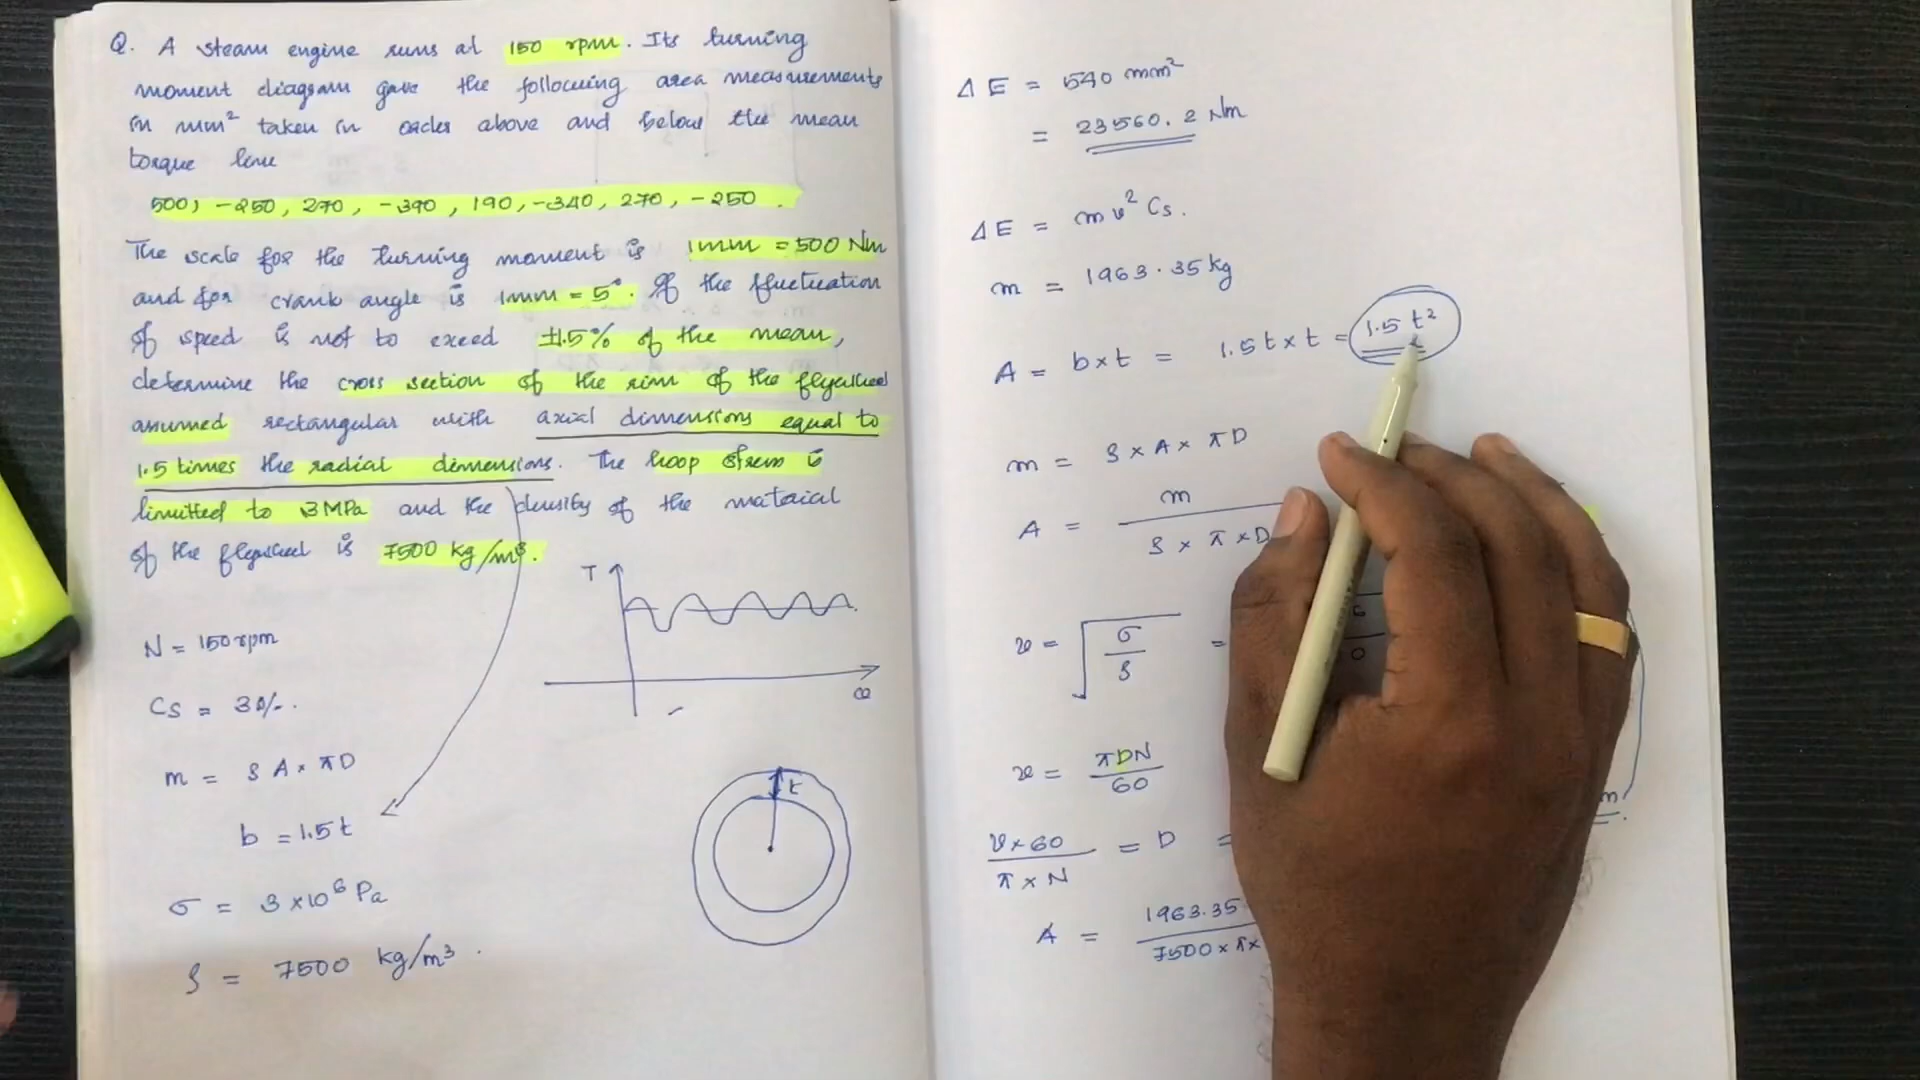 Q. A steam engine runs at 150 rpm. Its turning
moment diagram gave the following area measurements
in mm² taken in order above and below the mean
torque line
500, -250, 270, -390, 190, -340, 270, -250.
The scale for the turning moment is 1mm = 500 Nm
and for crank angle is 1mm = 5°. If the fluctuation
of speed is not to exceed ±1.5% of the mean,
determine the cross section of the rim of the flywheel
assumed rectangular with axial dimensions equal to
1.5 times the radial dimensions. The hoop stress is
limitted to 3 MPa and the density of the material
of the flywheel is 7500 kg/m³.
T
θ
N = 150 rpm
Cs = 3%.
m = ρ A × πD
b = 1.5t
t
σ = 3 × 10⁶ Pa
ρ = 7500 kg/m³.
ΔE = 540 mm²
= 23560.2 Nm
ΔE = mv² Cs.
m = 1963.35 kg
A = b×t = 1.5t×t = 1.5 t²
m = ρ × A × πD
A = m / ρ × π × D
v = √σ/ρ =
v = πDN / 60
v×60 / π×N = D =
A = 1963.35 / 7500×π×